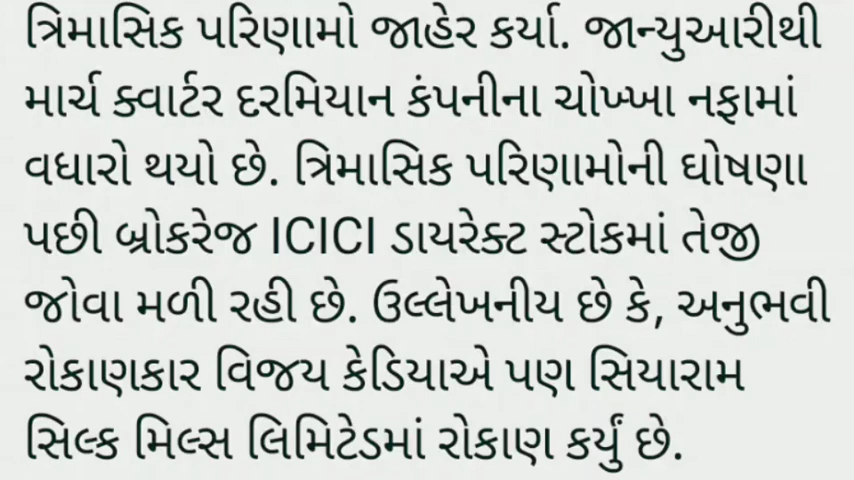 ત્રિમાસિક પરિણામો જાહેર કર્યા. જાન્યુઆરીથી
માર્ચ ક્વાર્ટર દરમિયાન કંપનીના ચોખ્ખા નફામાં
વધારો થયો છે. ત્રિમાસિક પરિણામોની ઘોષણા
પછી બ્રોકરેજ ICICI ડાયરેક્ટ સ્ટોકમાં તેજી
જોવા મળી રહી છે. ઉલ્લેખનીય છે કે, અનુભવી
રોકાણકાર વિજય કેડિયાએ પણ સિયારામ
સિલ્ક મિલ્સ લિમિટેડમાં રોકાણ કર્યું છે.